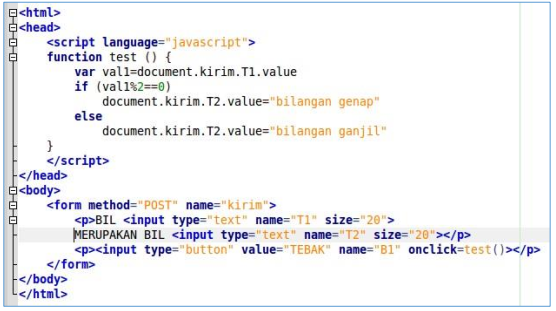 <html>
<head>
<script language="javascript">
function test () {
var val1=document.kirim.T1.value
if (val1%2==0)
document.kirim.T2.value="bilangan genap"
else
document.kirim.T2.value="bilangan ganjil"
}
</script>
</head>
<body>
<form method="POST" name="kirim">
<p>BIL <input type="text" name="T1" size="20">
MERUPAKAN BIL <input type="text" name="T2" size="20"></p>
<p><input type="button" value="TEBAK" name="B1" onclick=test()></p>
</form>
</body>
</html>